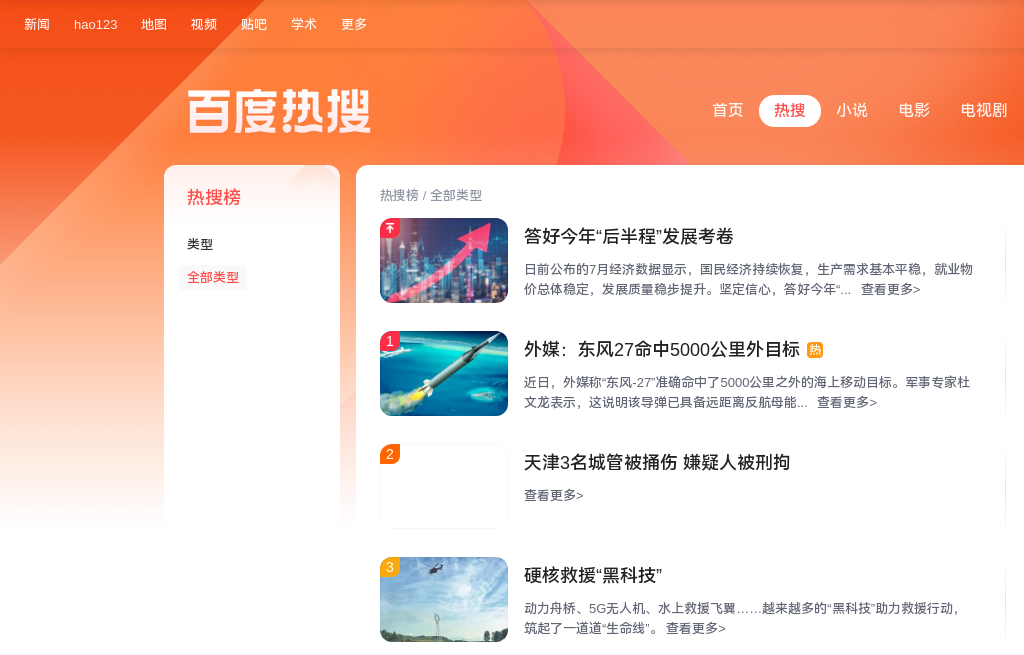 新闻 hao123 地图 视频 贴吧 学术 更多
百度热搜
首页 热搜 小说 电影 电视剧
热搜榜
类型
全部类型
热搜榜 / 全部类型
答好今年“后半程”发展考卷
日前公布的7月经济数据显示，国民经济持续恢复，生产需求基本平稳，就业物
价总体稳定，发展质量稳步提升。坚定信心，答好今年“... 查看更多>
1
外媒：东风27命中5000公里外目标 热
近日，外媒称“东风-27”准确命中了5000公里之外的海上移动目标。军事专家杜
文龙表示，这说明该导弹已具备远距离反航母能... 查看更多>
2
天津3名城管被捅伤 嫌疑人被刑拘
查看更多>
3
硬核救援“黑科技”
动力舟桥、5G无人机、水上救援飞翼……越来越多的“黑科技”助力救援行动，
筑起了一道道“生命线”。 查看更多>